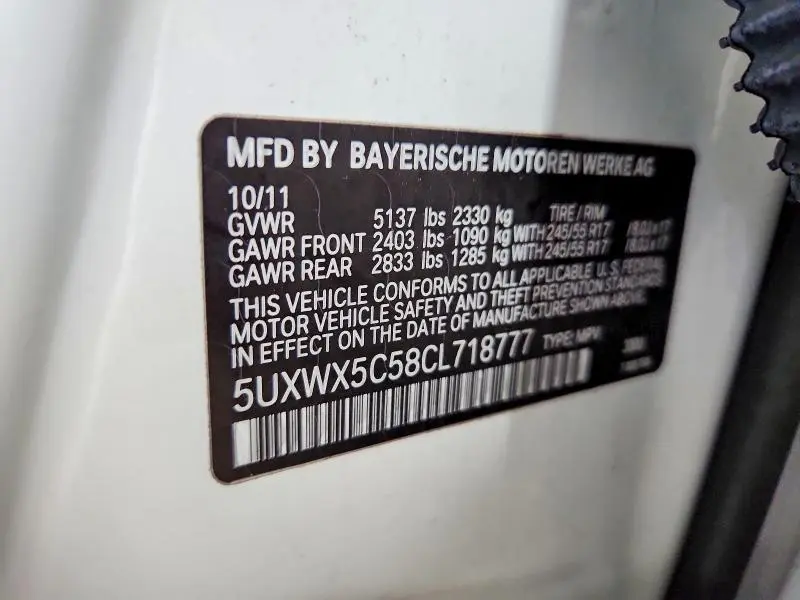 MFD BY BAYERISCHE MOTOREN WERKE AG
10/11
GVWR 5137 lbs 2330 kg TIRE / RIM
GAWR FRONT 2403 lbs 1090 kg WITH 245/55 R17
GAWR REAR 2833 lbs 1285 kg WITH 245/55 R17
THIS VEHICLE CONFORMS TO ALL APPLICABLE U.S. FEDERAL
MOTOR VEHICLE SAFETY AND THEFT PREVENTION STANDARDS
IN EFFECT ON THE DATE OF MANUFACTURE SHOWN ABOVE.
5UXWX5C58CL718777 TYPE: MPV